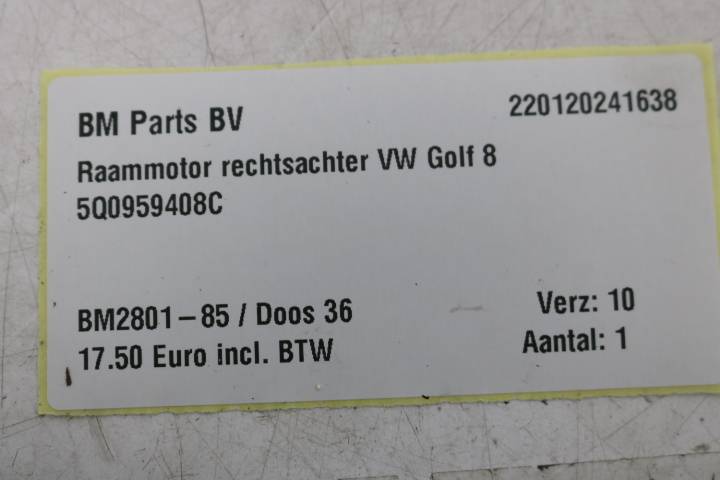 BM Parts BV
220120241638
Raammotor rechtsachter VW Golf 8
5Q0959408C
BM2801-85 / Doos 36
Verz: 10
17.50 Euro incl. BTW
Aantal: 1